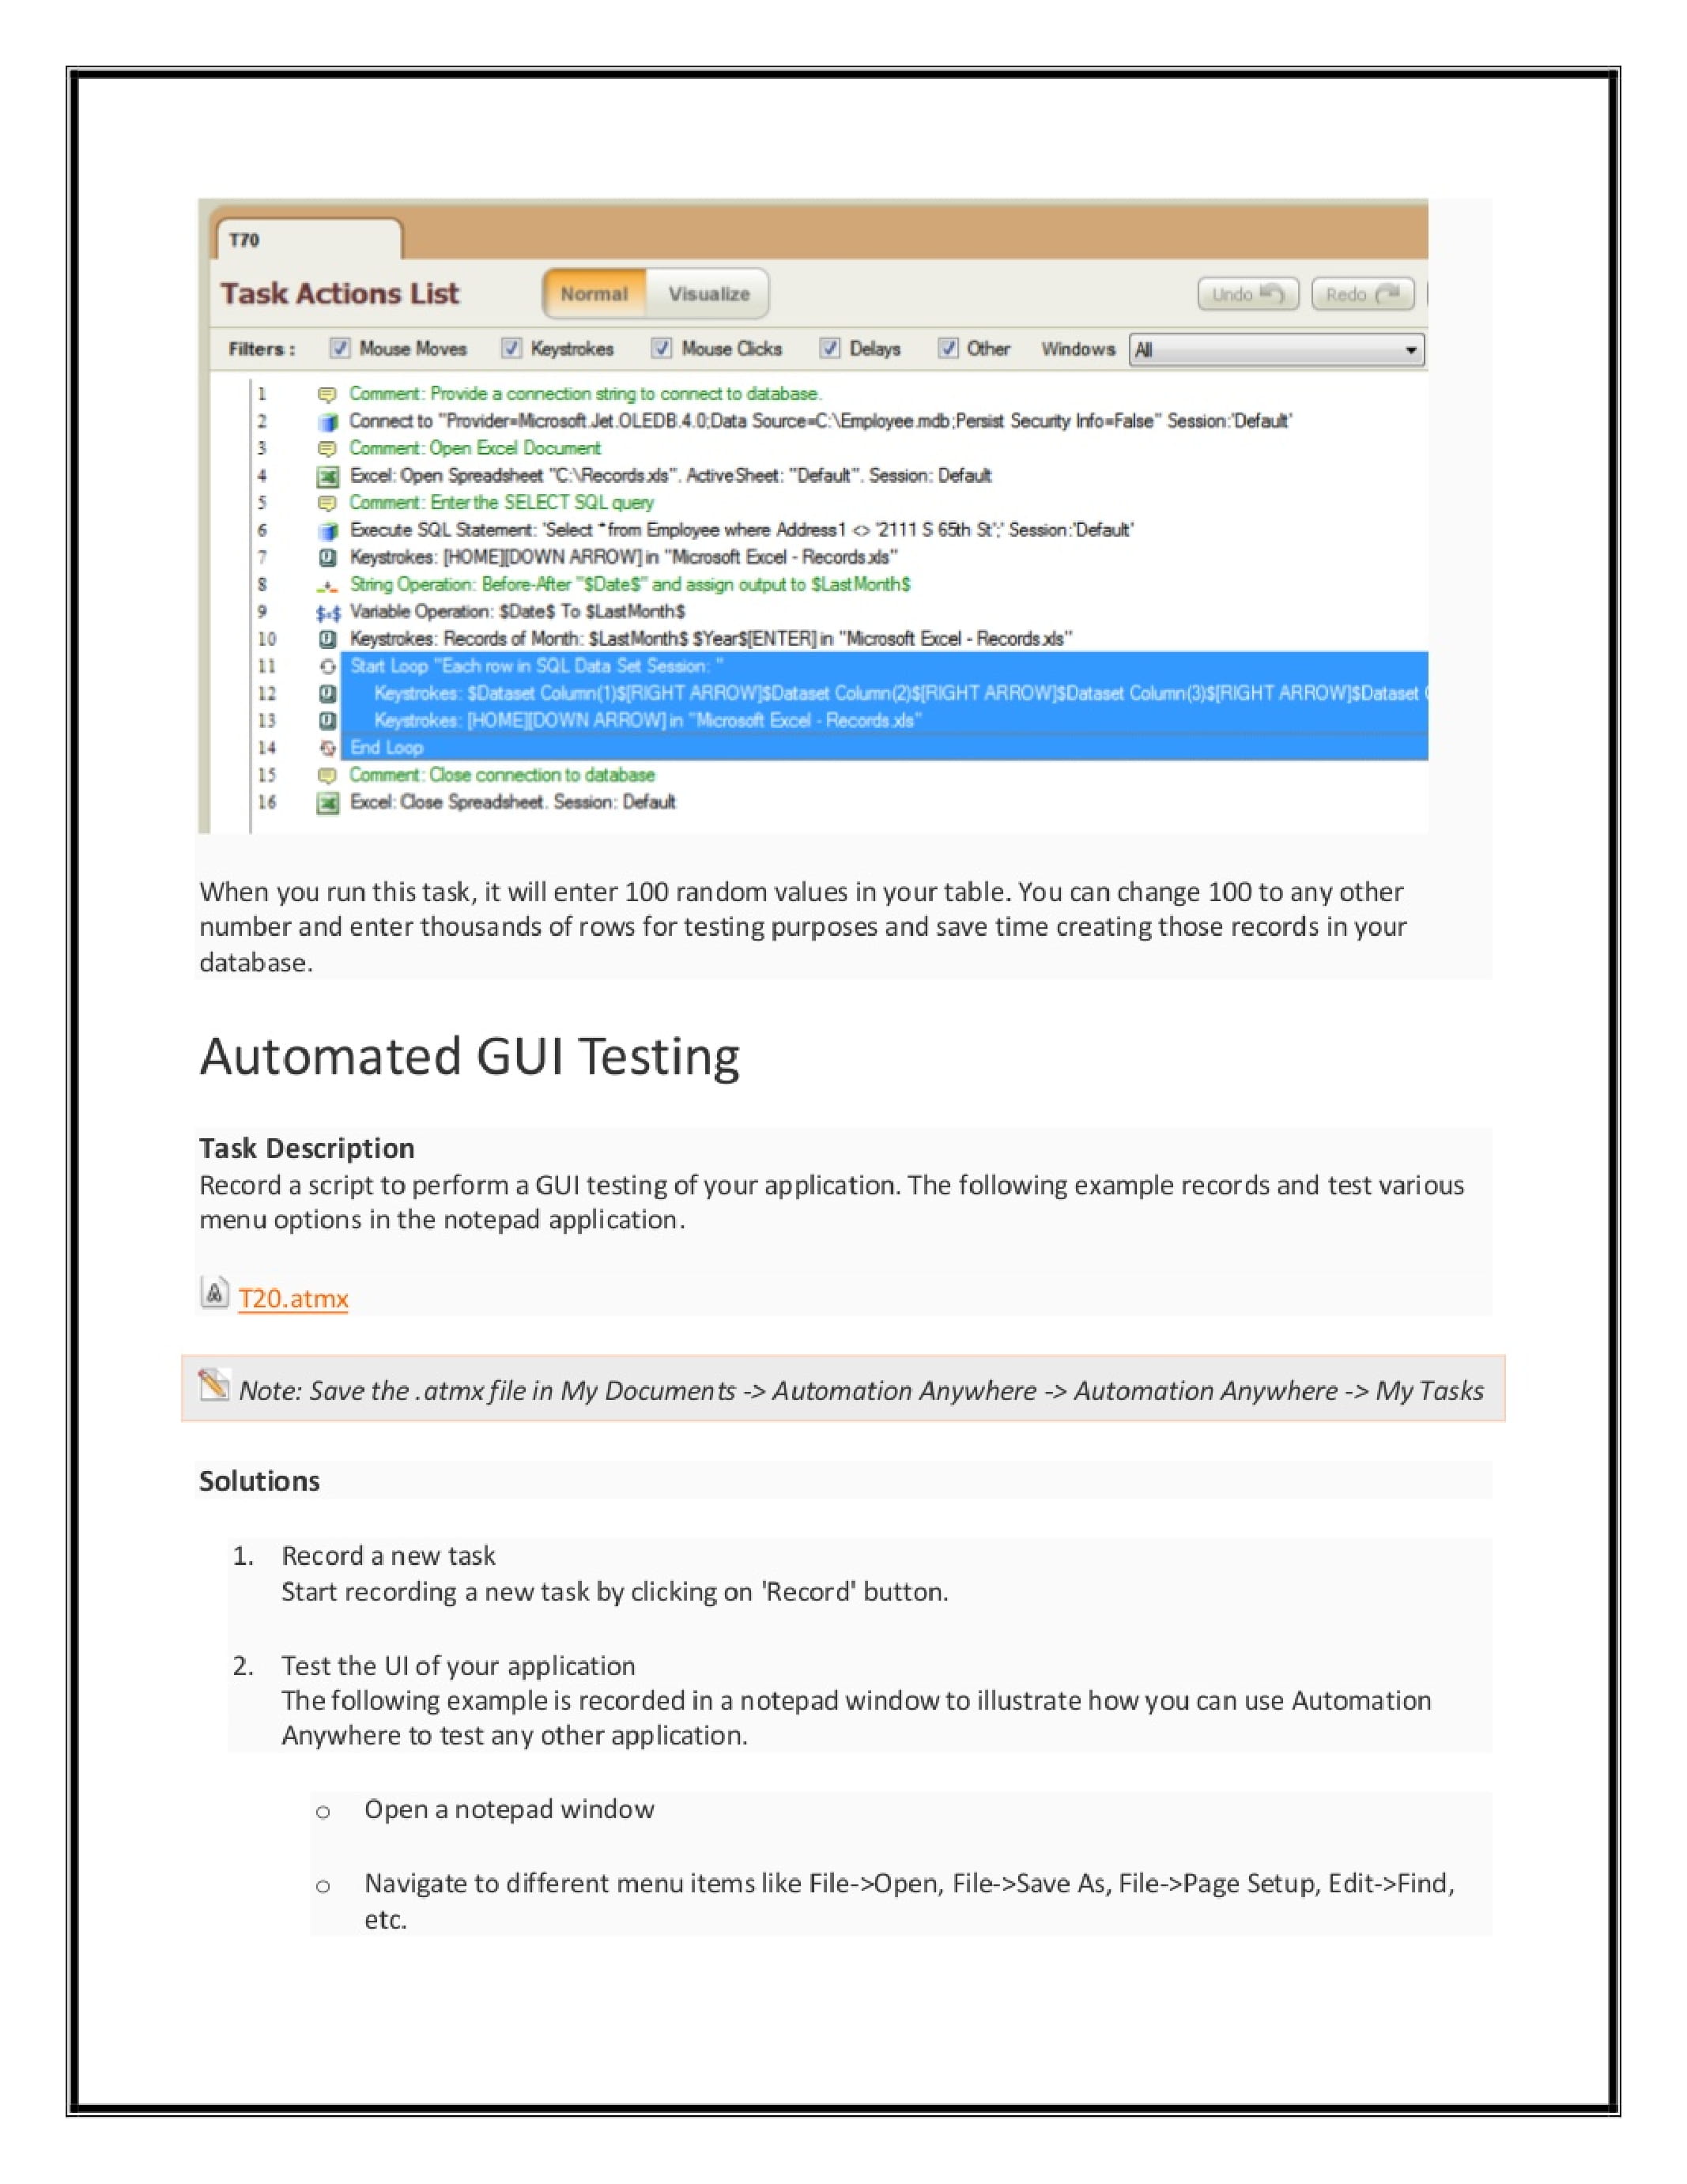 T70
Task Actions List Normal Visualize Undo Redo
Filters : Mouse Moves Keystrokes Mouse Clicks Delays Other Windows All
1 Comment: Provide a connection string to connect to database.
2 Connect to "Provider=Microsoft.Jet.OLEDB.4.0;Data Source=C:\Employee.mdb;Persist Security Info=False" Session:'Default'
3 Comment: Open Excel Document
4 Excel: Open Spreadsheet "C:\Records.xls". ActiveSheet: "Default". Session: Default
5 Comment: Enter the SELECT SQL query
6 Execute SQL Statement: 'Select * from Employee where Address1 <> '2111 S 65th St';' Session:'Default'
7 Keystrokes: [HOME][DOWN ARROW] in "Microsoft Excel - Records.xls"
8 String Operation: Before-After "$Date$" and assign output to $LastMonth$
9 Variable Operation: $Date$ To $LastMonth$
10 Keystrokes: Records of Month: $LastMonth$ $Year$[ENTER] in "Microsoft Excel - Records.xls"
11 Start Loop "Each row in SQL Data Set Session: "
12 Keystrokes: $Dataset Column(1)$[RIGHT ARROW]$Dataset Column(2)$[RIGHT ARROW]$Dataset Column(3)$[RIGHT ARROW]$Dataset
13 Keystrokes: [HOME][DOWN ARROW] in "Microsoft Excel - Records.xls"
14 End Loop
15 Comment: Close connection to database
16 Excel: Close Spreadsheet. Session: Default
When you run this task, it will enter 100 random values in your table. You can change 100 to any other
number and enter thousands of rows for testing purposes and save time creating those records in your
database.
Automated GUI Testing
Task Description
Record a script to perform a GUI testing of your application. The following example records and test various
menu options in the notepad application.
T20.atmx
Note: Save the .atmx file in My Documents -> Automation Anywhere -> Automation Anywhere -> My Tasks
Solutions
1. Record a new task
Start recording a new task by clicking on 'Record' button.
2. Test the UI of your application
The following example is recorded in a notepad window to illustrate how you can use Automation
Anywhere to test any other application.
o Open a notepad window
o Navigate to different menu items like File->Open, File->Save As, File->Page Setup, Edit->Find,
etc.